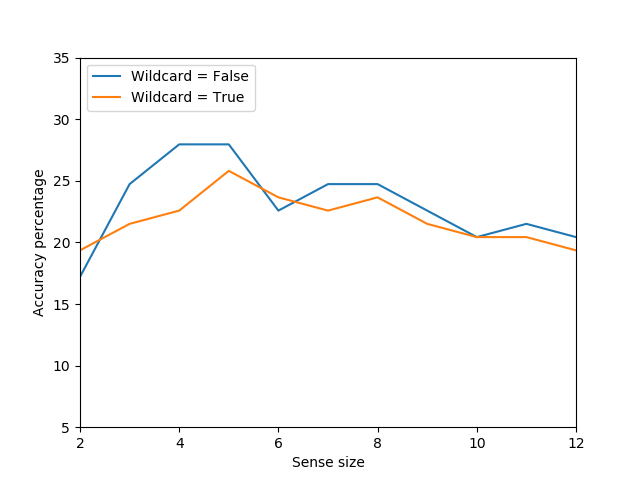 Wildcard = False
Wildcard = True
35
30
25
20
15
10
5
Accuracy percentage
2 4 6 8 10 12
Sense size